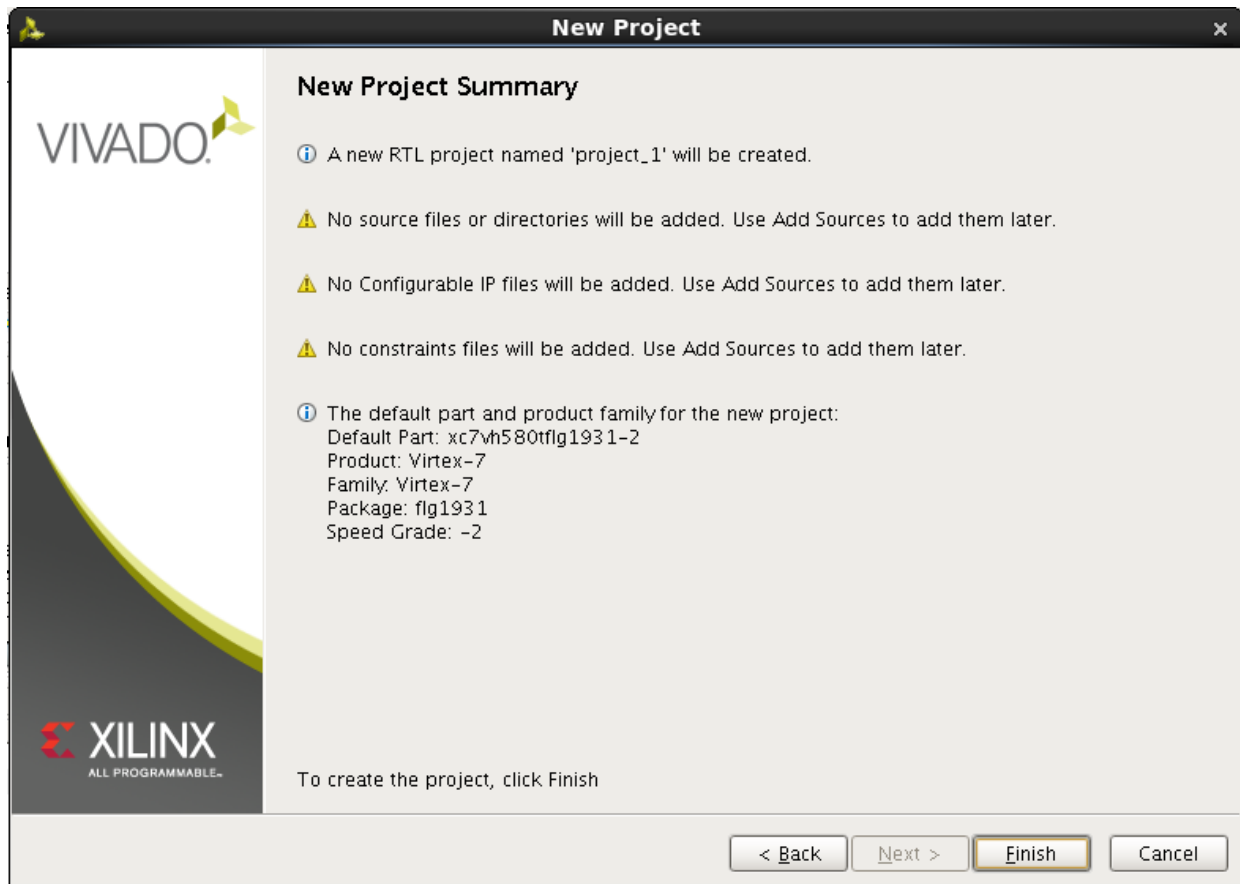 New Project
VIVADO.
New Project Summary
A new RTL project named 'project_1' will be created.
No source files or directories will be added. Use Add Sources to add them later.
No Configurable IP files will be added. Use Add Sources to add them later.
No constraints files will be added. Use Add Sources to add them later.
The default part and product family for the new project:
Default Part: xc7vh580tflg1931-2
Product: Virtex-7
Family: Virtex-7
Package: flg1931
Speed Grade: -2
XILINX
ALL PROGRAMMABLE™
To create the project, click Finish
< Back
Next >
Finish
Cancel